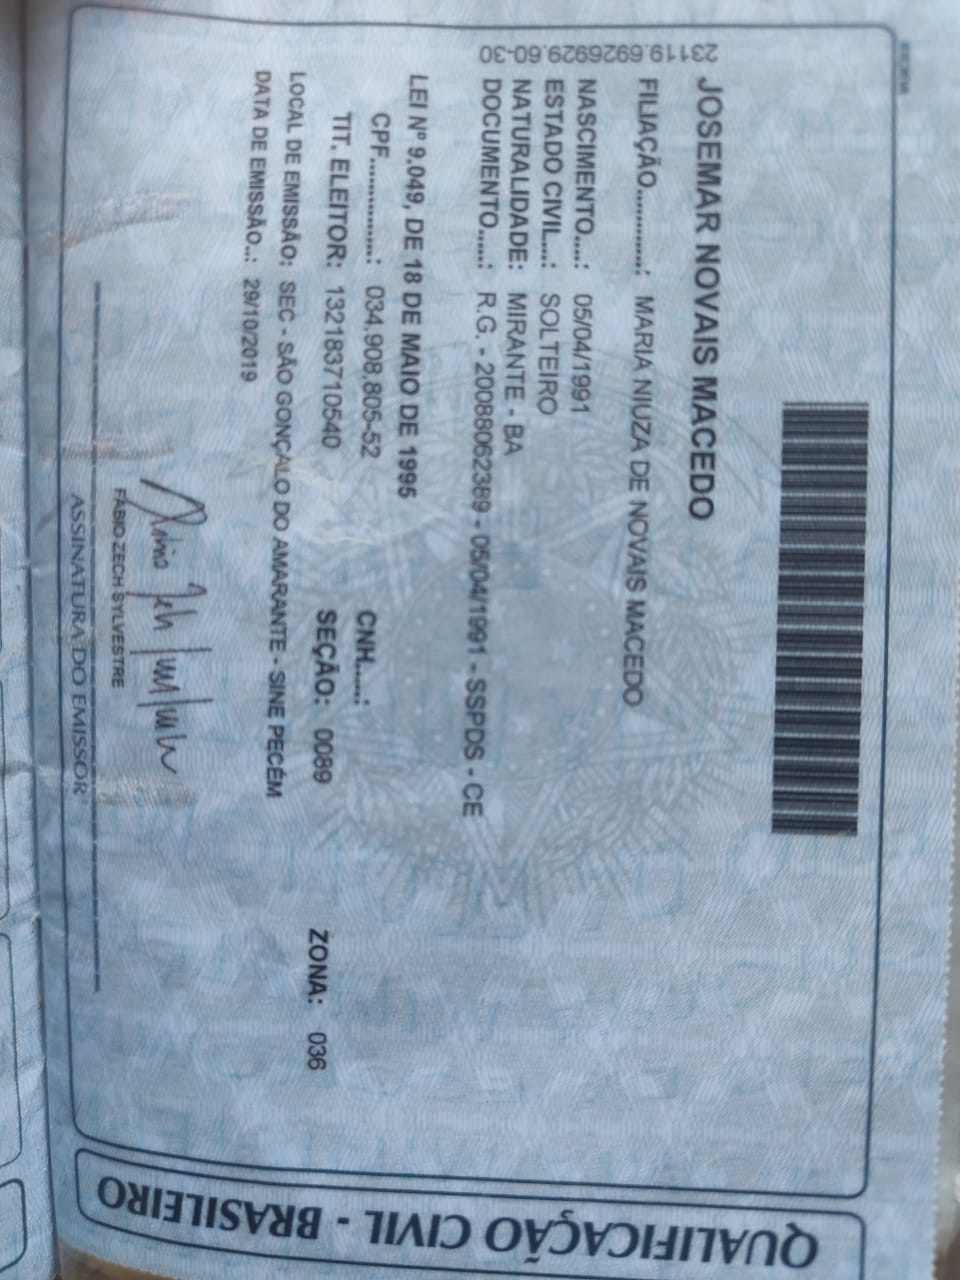 QUALIFICAÇÃO CIVIL - BRASILEIRO
JOSEMAR NOVAIS MACEDO
FILIAÇÃO............: MARIA NIUZA DE NOVAIS MACEDO
NASCIMENTO....: 05/04/1991
ESTADO CIVIL...: SOLTEIRO
NATURALIDADE: MIRANTE - BA
DOCUMENTO......: R.G. - 20088062389 - 05/04/1991 - SSPDS - CE
LEI Nº 9.049, DE 18 DE MAIO DE 1995
CPF...............: 034.908.805-52 CNH......:
TIT. ELEITOR: 132183710540 SEÇÃO: 0089 ZONA: 036
LOCAL DE EMISSÃO: SEC - SÃO GONÇALO DO AMARANTE - SINE PECÉM
DATA DE EMISSÃO..: 29/10/2019
FABIO ZECH SYLVESTRE
ASSINATURA DO EMISSOR
23119.69269269.60-30